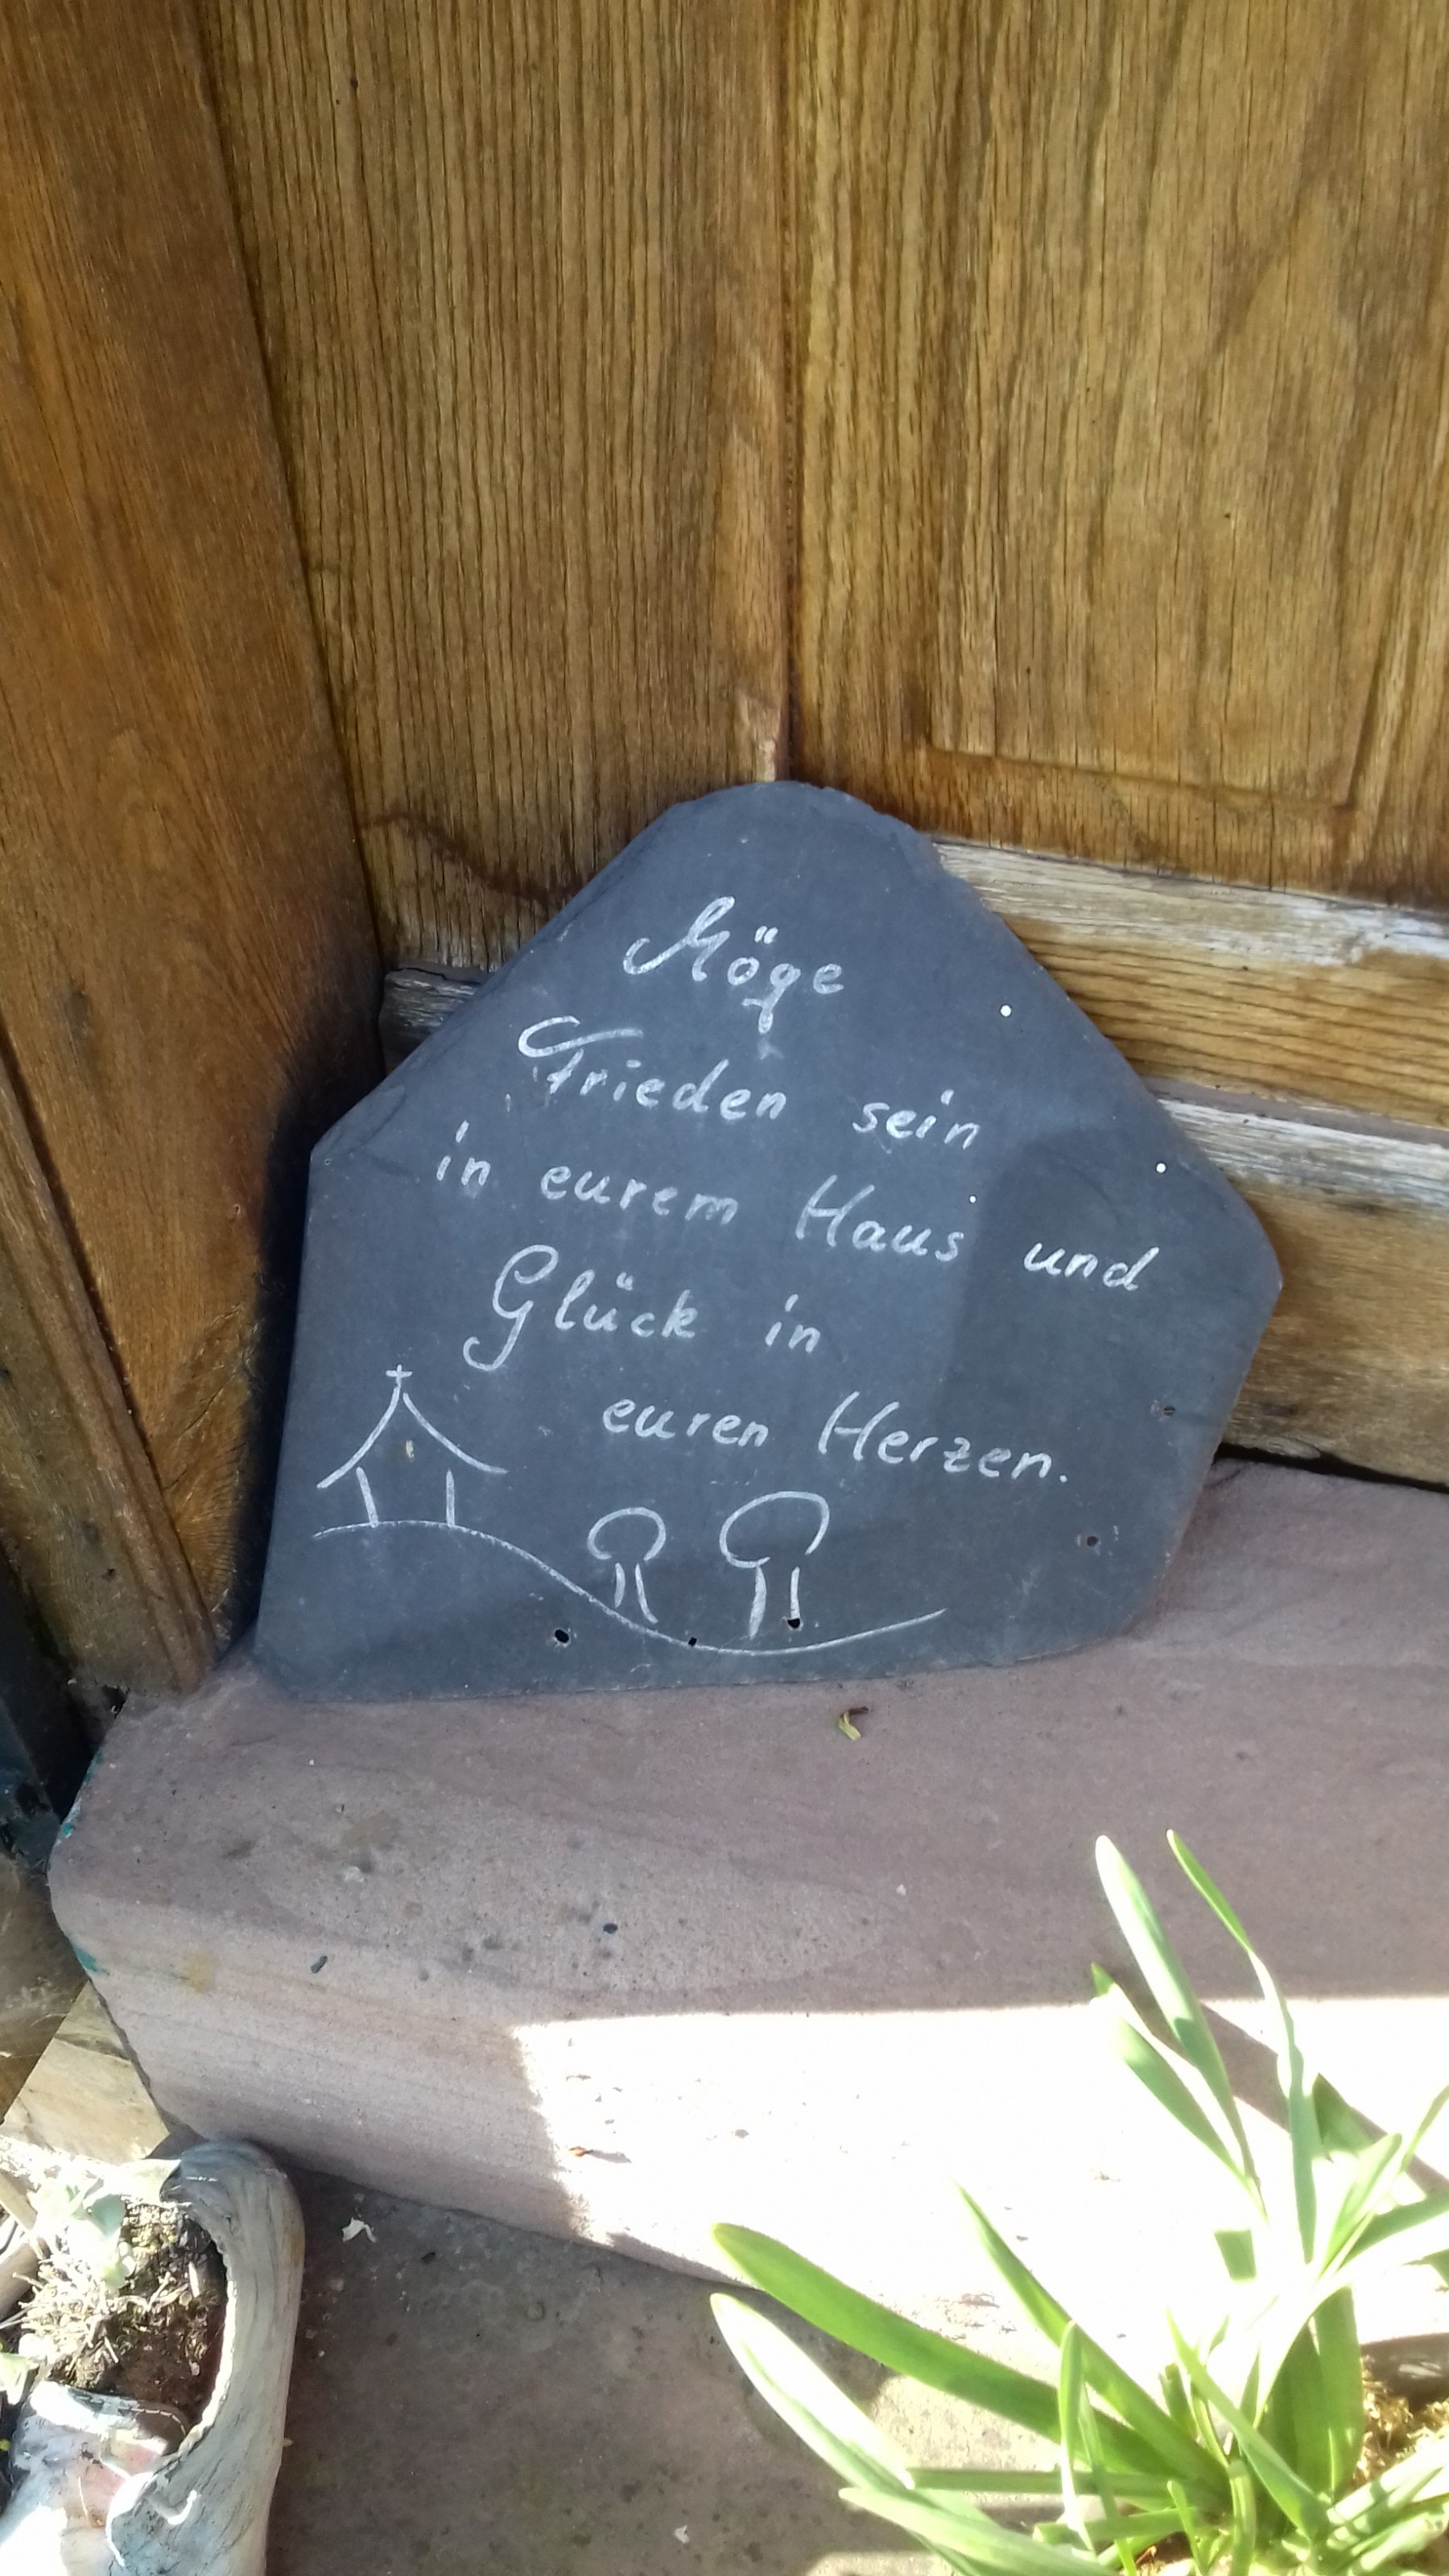 Möge
Frieden sein
in eurem Haus und
Glück in
euren Herzen.